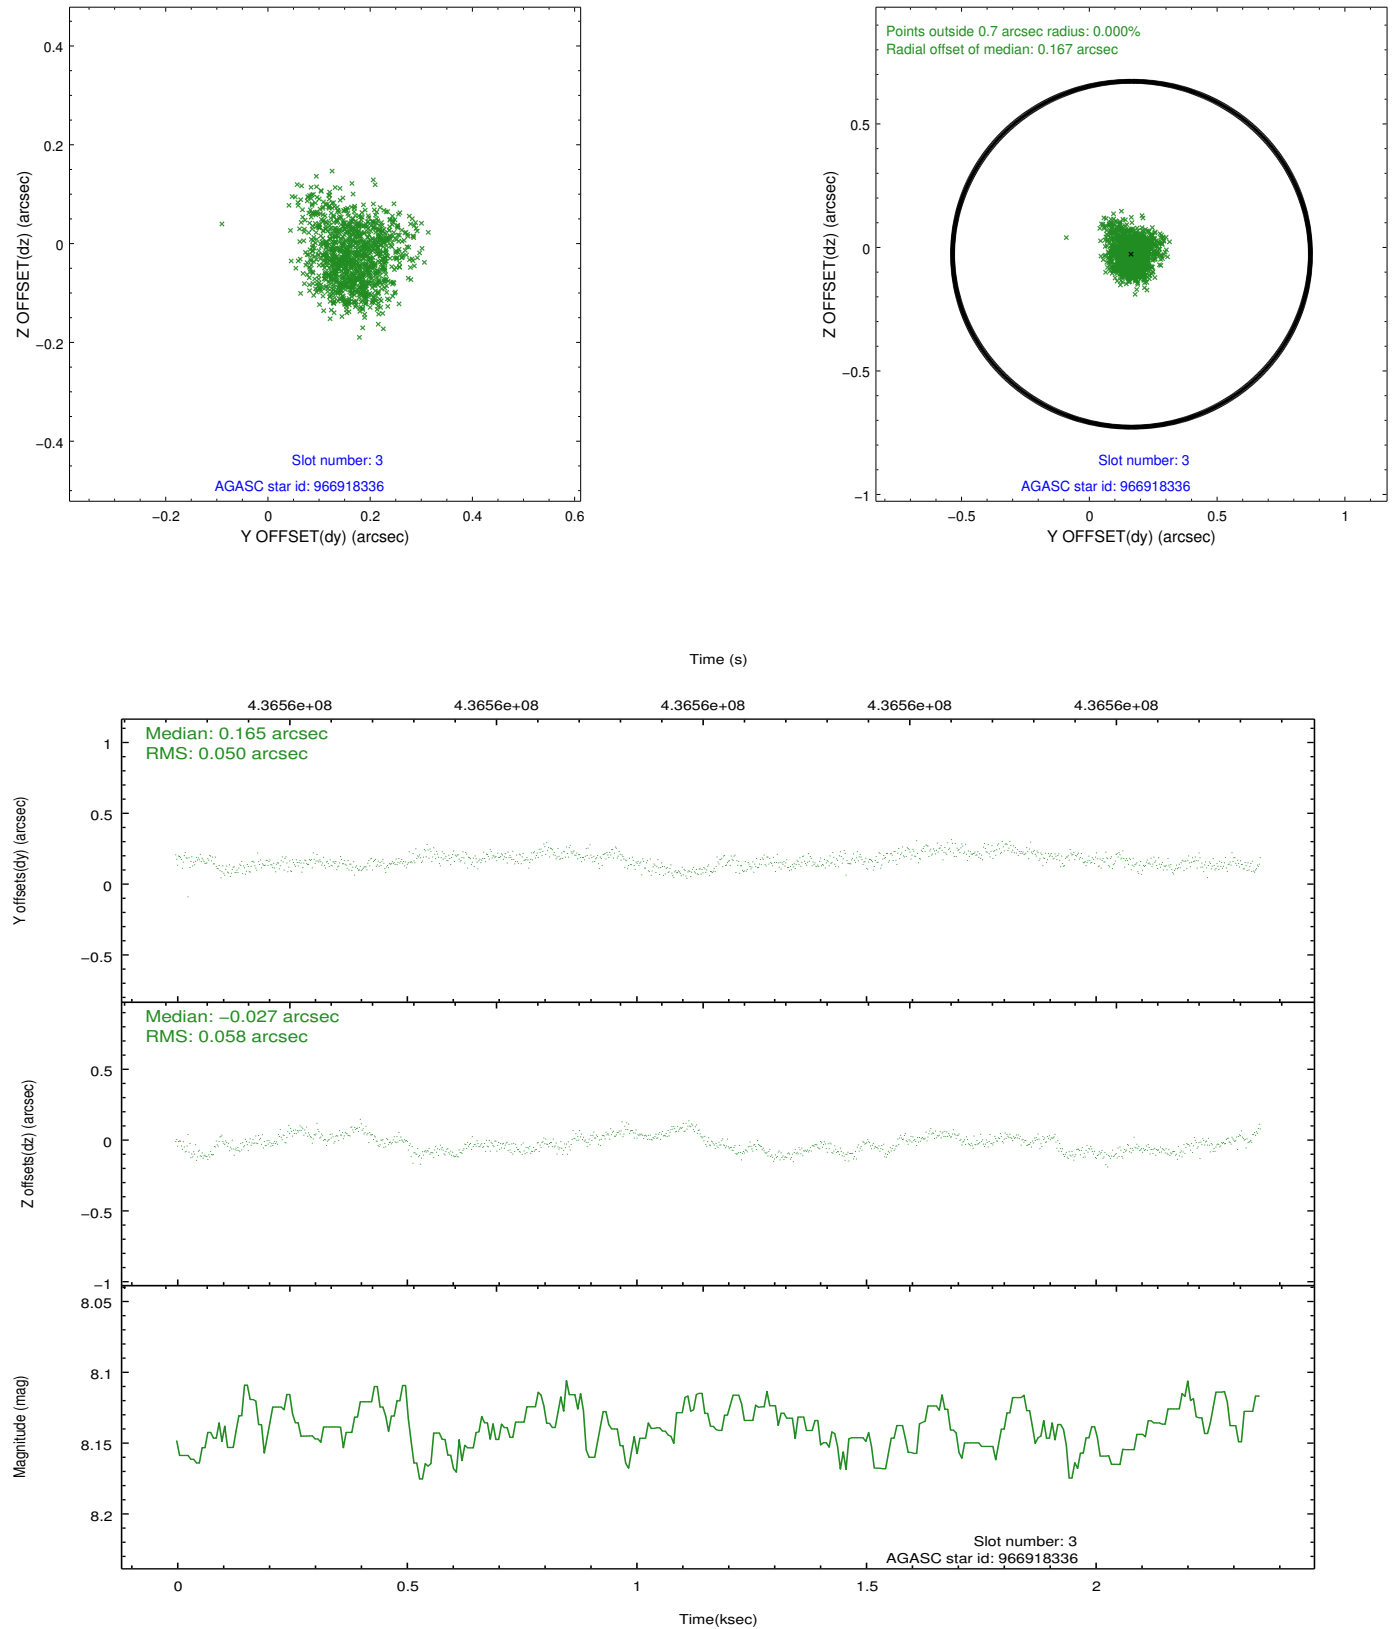 0.4
0.2
0
−0.2
−0.4
Z OFFSET(dz) (arcsec)
Slot number: 3
AGASC star id: 966918336
−0.2
0
0.2
0.4
0.6
Y OFFSET(dy) (arcsec)
Points outside 0.7 arcsec radius: 0.000%
Radial offset of median: 0.167 arcsec
0.5
0
−0.5
−1
Z OFFSET(dz) (arcsec)
Slot number: 3
AGASC star id: 966918336
−0.5
0
0.5
1
Y OFFSET(dy) (arcsec)
Time (s)
4.3656e+08
4.3656e+08
4.3656e+08
4.3656e+08
4.3656e+08
Median: 0.165 arcsec
RMS: 0.050 arcsec
1
0.5
0
−0.5
Y offsets(dy) (arcsec)
Median: −0.027 arcsec
RMS: 0.058 arcsec
0.5
0
−0.5
−1
Z offsets(dz) (arcsec)
8.05
8.1
8.15
8.2
Magnitude (mag)
Slot number: 3
AGASC star id: 966918336
0
0.5
1
1.5
2
Time(ksec)